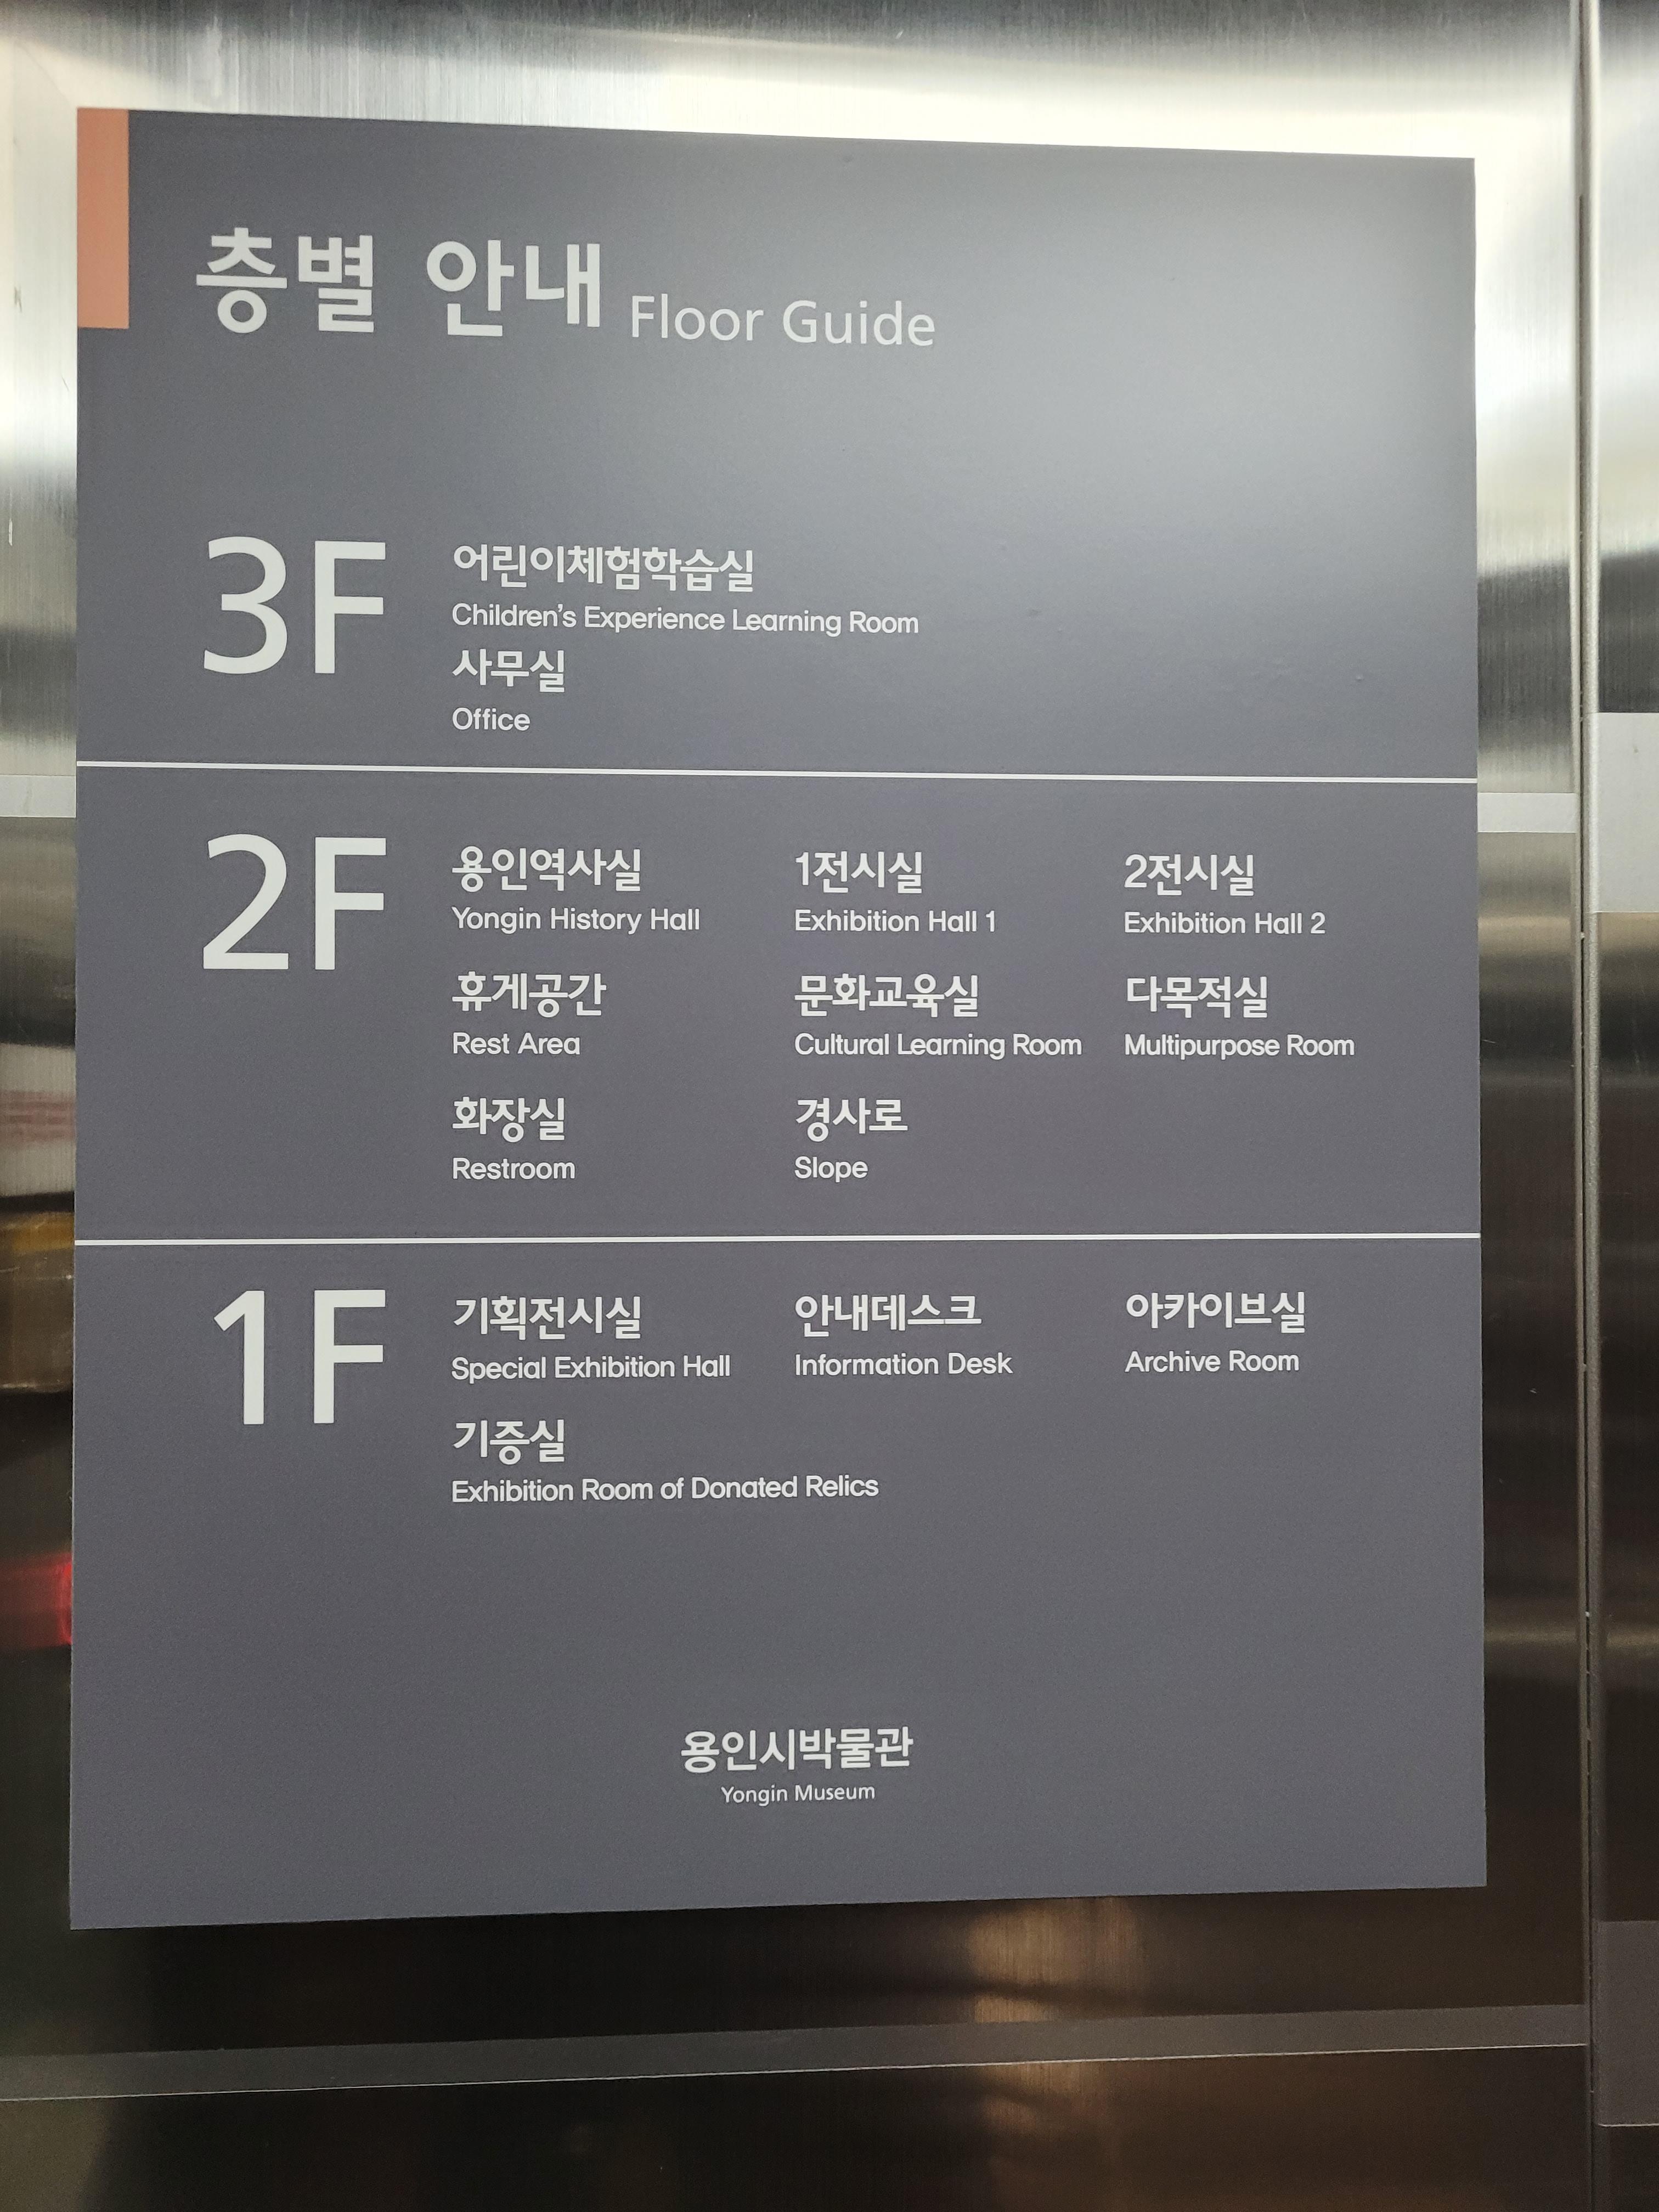 층별 안내 Floor Guide
3F
어린이체험학습실
Children's Experience Learning Room
사무실
Office
2F
용인역사실 1전시실 2전시실
Yongin History Hall Exhibition Hall 1 Exhibition Hall 2
휴게공간 문화교육실 다목적실
Rest Area Cultural Learning Room Multipurpose Room
화장실 경사로
Restroom Slope
1F
기획전시실 안내데스크 아카이브실
Special Exhibition Hall Information Desk Archive Room
기증실
Exhibition Room of Donated Relics
용인시박물관
Yongin Museum